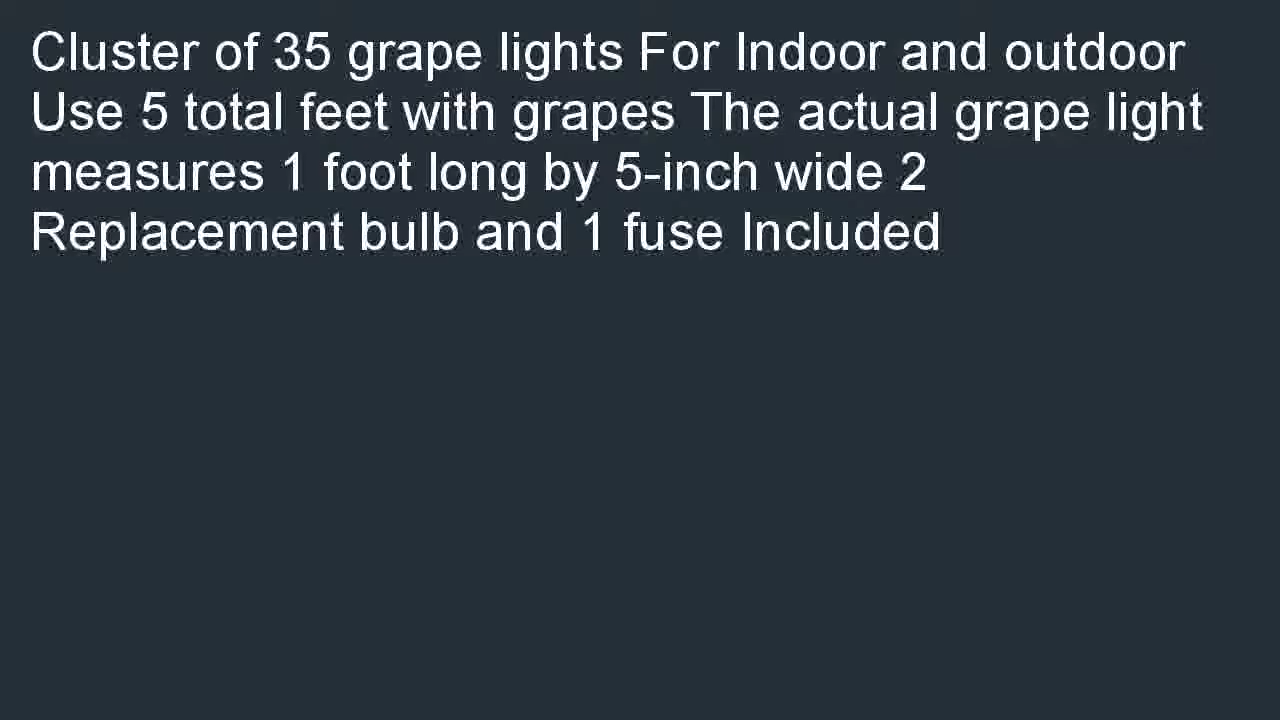 Cluster of 35 grape lights For Indoor and outdoor
Use 5 total feet with grapes The actual grape light
measures 1 foot long by 5-inch wide 2
Replacement bulb and 1 fuse Included